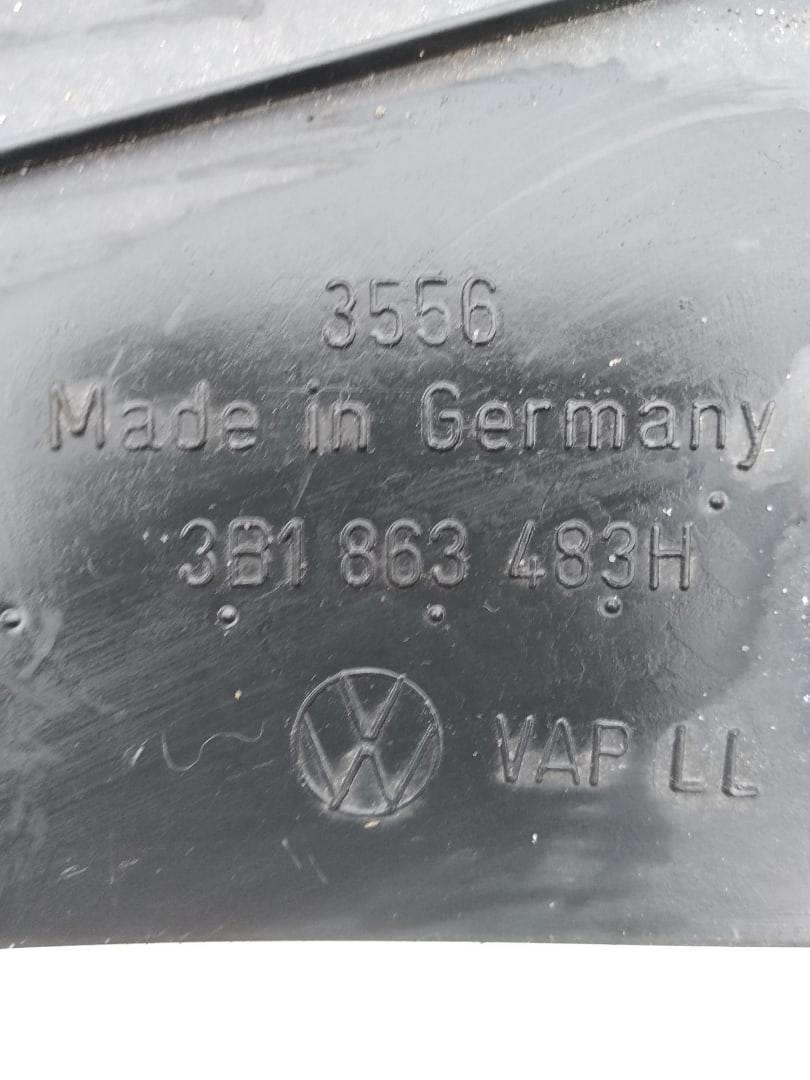 3556
Made in Germany
3B1 863 483H
VAP LL